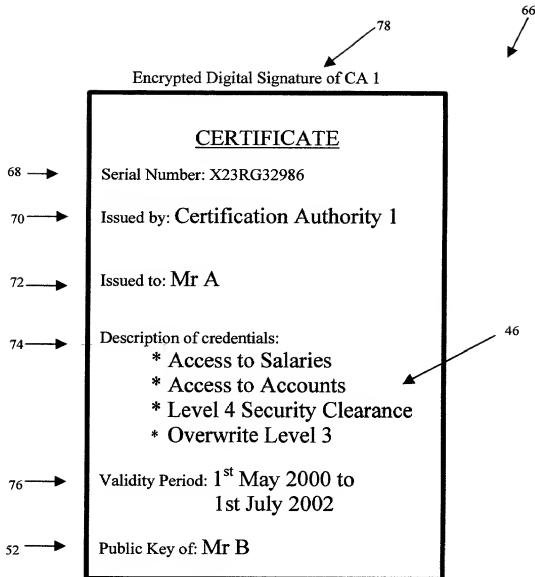 66
78
Encrypted Digital Signature of CA 1
CERTIFICATE
68 Serial Number: X23RG32986
70 Issued by: Certification Authority 1
72 Issued to: Mr A
74 Description of credentials:
46
* Access to Salaries
* Access to Accounts
* Level 4 Security Clearance
* Overwrite Level 3
76 Validity Period: 1st May 2000 to
1st July 2002
52 Public Key of: Mr B